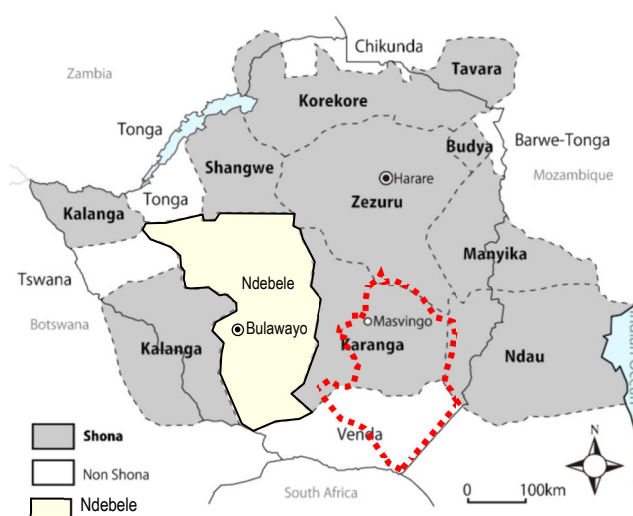 Chikunda
Zambia
Tavara
Korekore
Tonga
Budya
Barwe-Tonga
Shangwe
Harare
Mozambique
Tonga
Zezuru
Kalanga
Manyika
Tswana
Ndebele
Botswana
Masvingo
Bulawayo
Kalanga
Karanga
Ndau
Shona
Venda
N
Non Shona
South Africa
0 100km
Ndebele